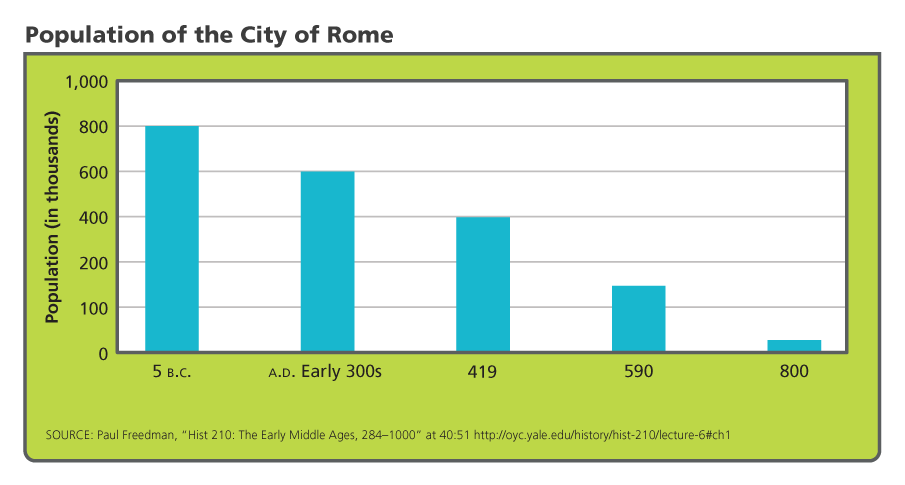 Population of the City of Rome
Population (in thousands)
1,000
800
600
400
200
100
0
5 B.C. A.D. Early 300s 419 590 800
SOURCE: Paul Freedman, “Hist 210: The Early Middle Ages, 284–1000” at 40:51 http://oyc.yale.edu/history/hist-210/lecture-6#ch1